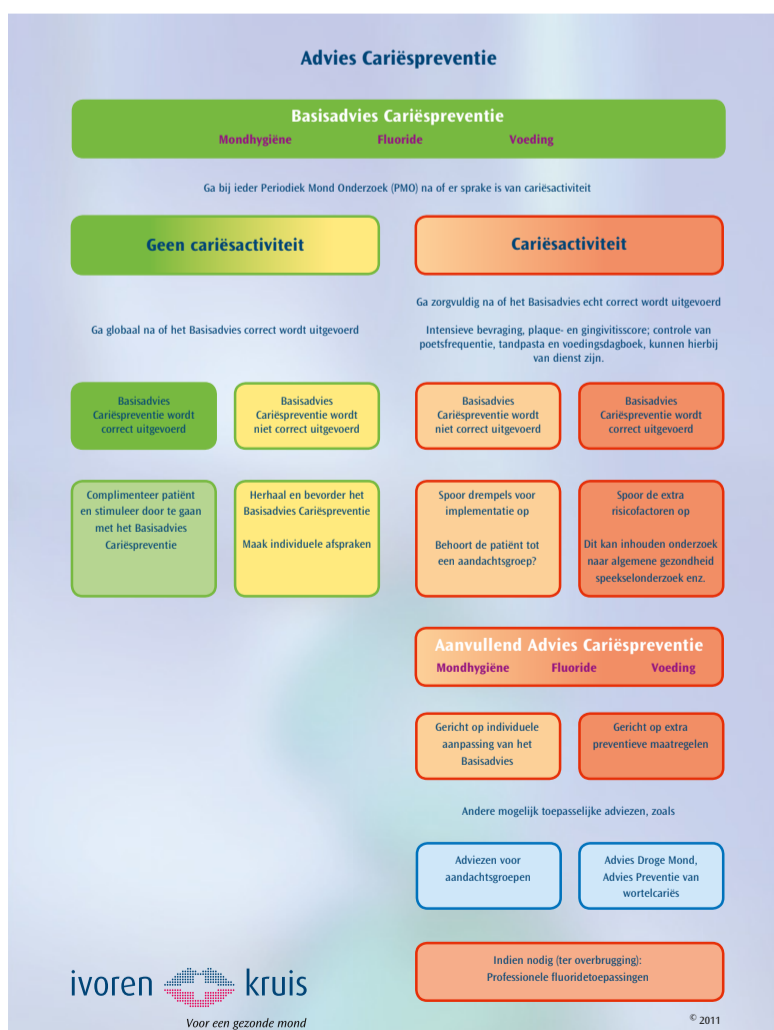 Advies Cariëspreventie
Basisadvies Cariëspreventie
Mondhygiëne Fluoride Voeding
Ga bij ieder Periodiek Mond Onderzoek (PMO) na of er sprake is van cariësactiviteit
Geen cariësactiviteit
Ga globaal na of het Basisadvies correct wordt uitgevoerd
Basisadvies
Cariëspreventie wordt
correct uitgevoerd
Basisadvies
Cariëspreventie wordt
niet correct uitgevoerd
Complimenteer patiënt
en stimuleer door te gaan
met het Basisadvies
Cariëspreventie
Herhaal en bevorder het
Basisadvies Cariëspreventie
Maak individuele afspraken
Cariësactiviteit
Ga zorgvuldig na of het Basisadvies echt correct wordt uitgevoerd
Intensieve bevraging, plaque- en gingivitisscore; controle van
poetsfrequentie, tandpasta en voedingsdagboek, kunnen hierbij
van dienst zijn.
Basisadvies
Cariëspreventie wordt
niet correct uitgevoerd
Basisadvies
Cariëspreventie wordt
correct uitgevoerd
Spoor drempels voor
implementatie op
Behoort de patiënt tot
een aandachtsgroep?
Spoor de extra
risicofactoren op
Dit kan inhouden onderzoek
naar algemene gezondheid
speekselonderzoek enz.
Aanvullend Advies Cariëspreventie
Mondhygiëne Fluoride Voeding
Gericht op individuele
aanpassing van het
Basisadvies
Gericht op extra
preventieve maatregelen
Andere mogelijk toepasselijke adviezen, zoals
Adviezen voor
aandachtsgroepen
Advies Droge Mond,
Advies Preventie van
wortelcariës
Indien nodig (ter overbrugging):
Professionele fluoridetoepassingen
ivoren kruis
Voor een gezonde mond
© 2011